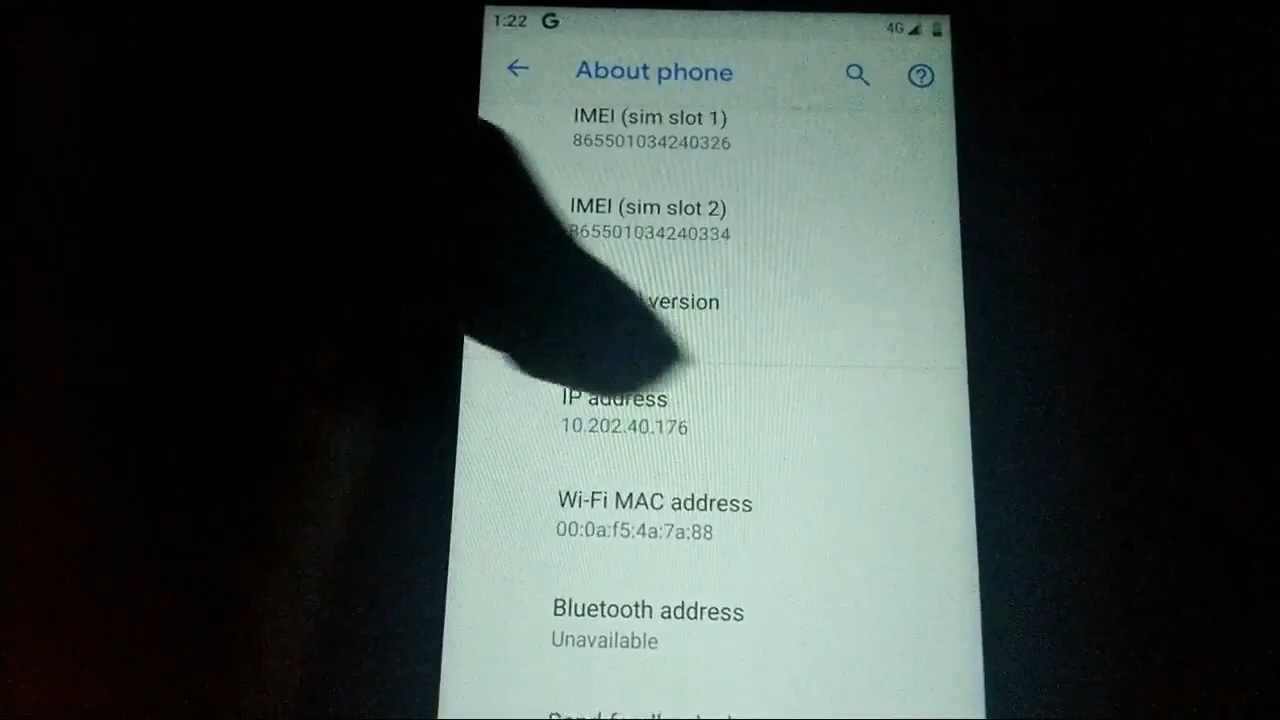 1:22 G 4G
About phone
IMEI (sim slot 1)
865501034240326
IMEI (sim slot 2)
865501034240334
version
IP address
10.202.40.176
Wi-Fi MAC address
00:0a:f5:4a:7a:88
Bluetooth address
Unavailable